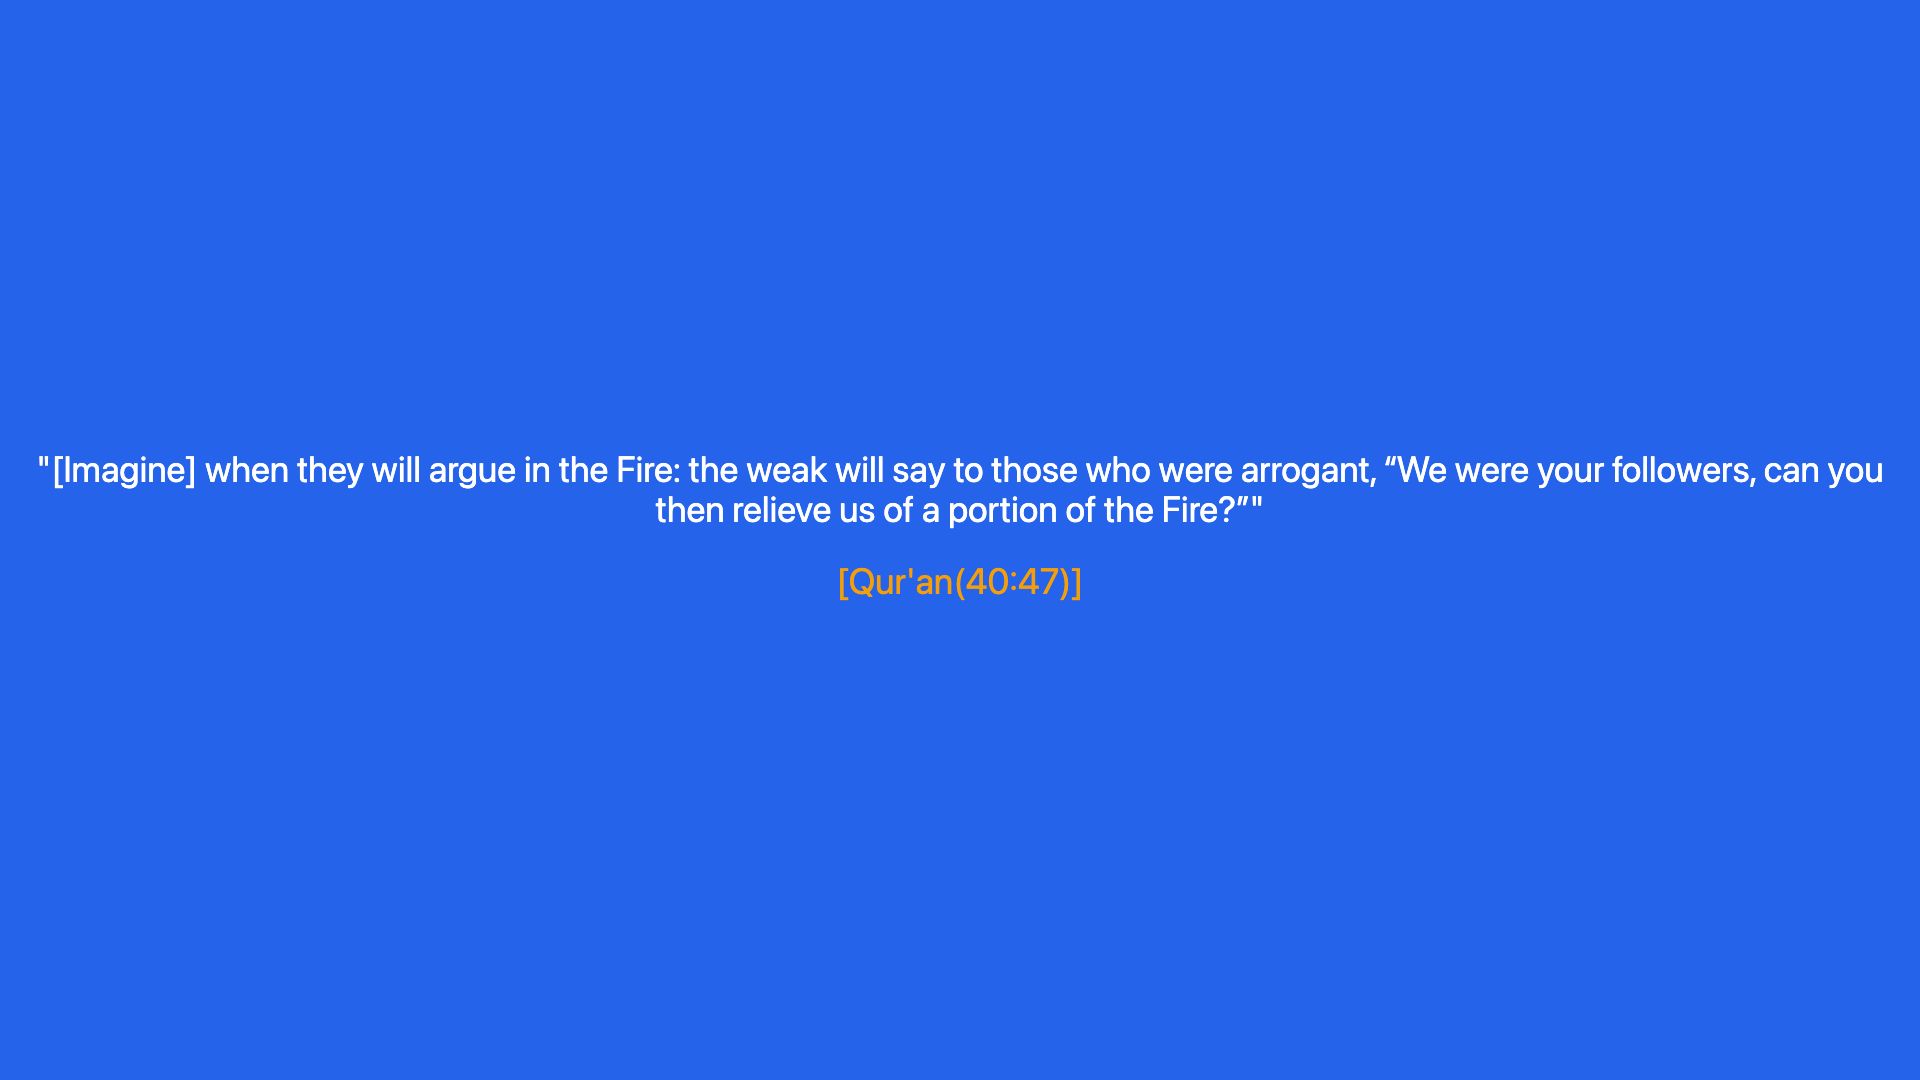 "[Imagine] when they will argue in the Fire: the weak will say to those who were arrogant, “We were your followers, can you
then relieve us of a portion of the Fire?”"
[Qur'an(40:47)]